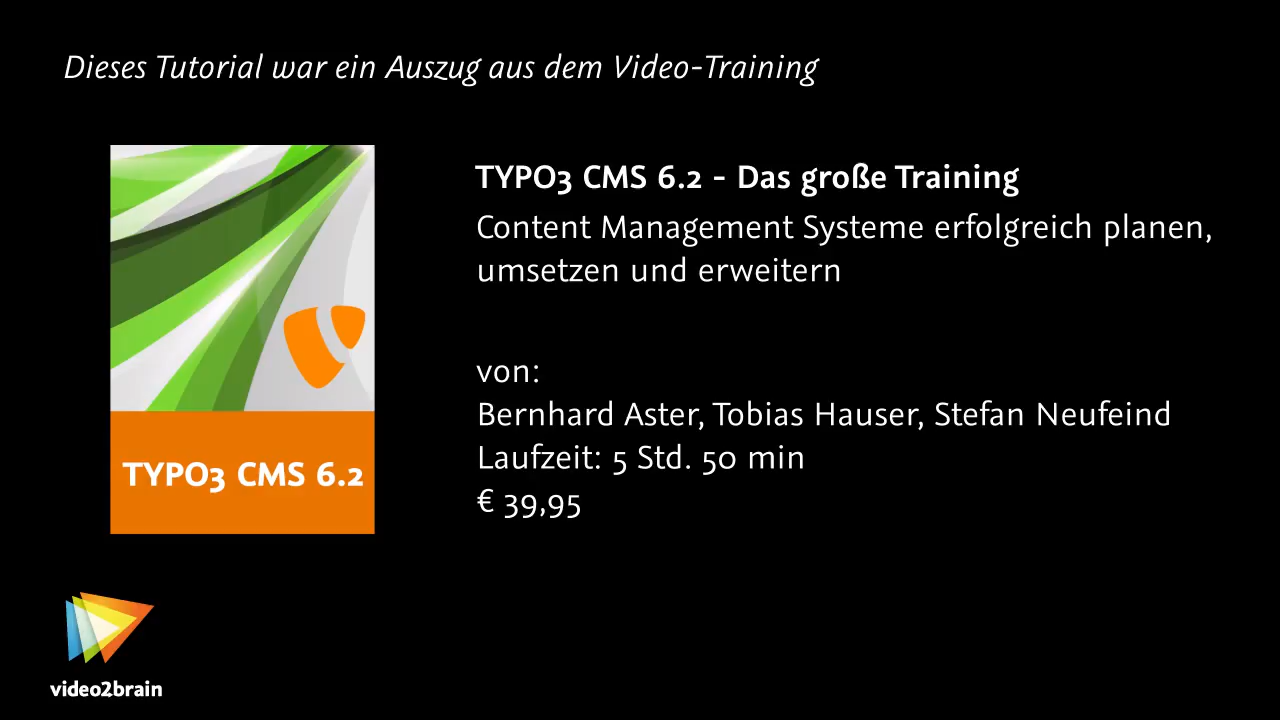 Dieses Tutorial war ein Auszug aus dem Video-Training
TYPO3 CMS 6.2 - Das große Training
Content Management Systeme erfolgreich planen,
umsetzen und erweitern
von:
Bernhard Aster, Tobias Hauser, Stefan Neufeind
Laufzeit: 5 Std. 50 min
€ 39,95
TYPO3 CMS 6.2
video2brain